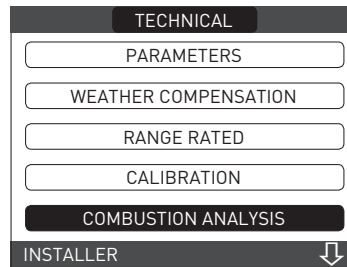 TECHNICAL
PARAMETERS
WEATHER COMPENSATION
RANGE RATED
CALIBRATION
COMBUSTION ANALYSIS
INSTALLER